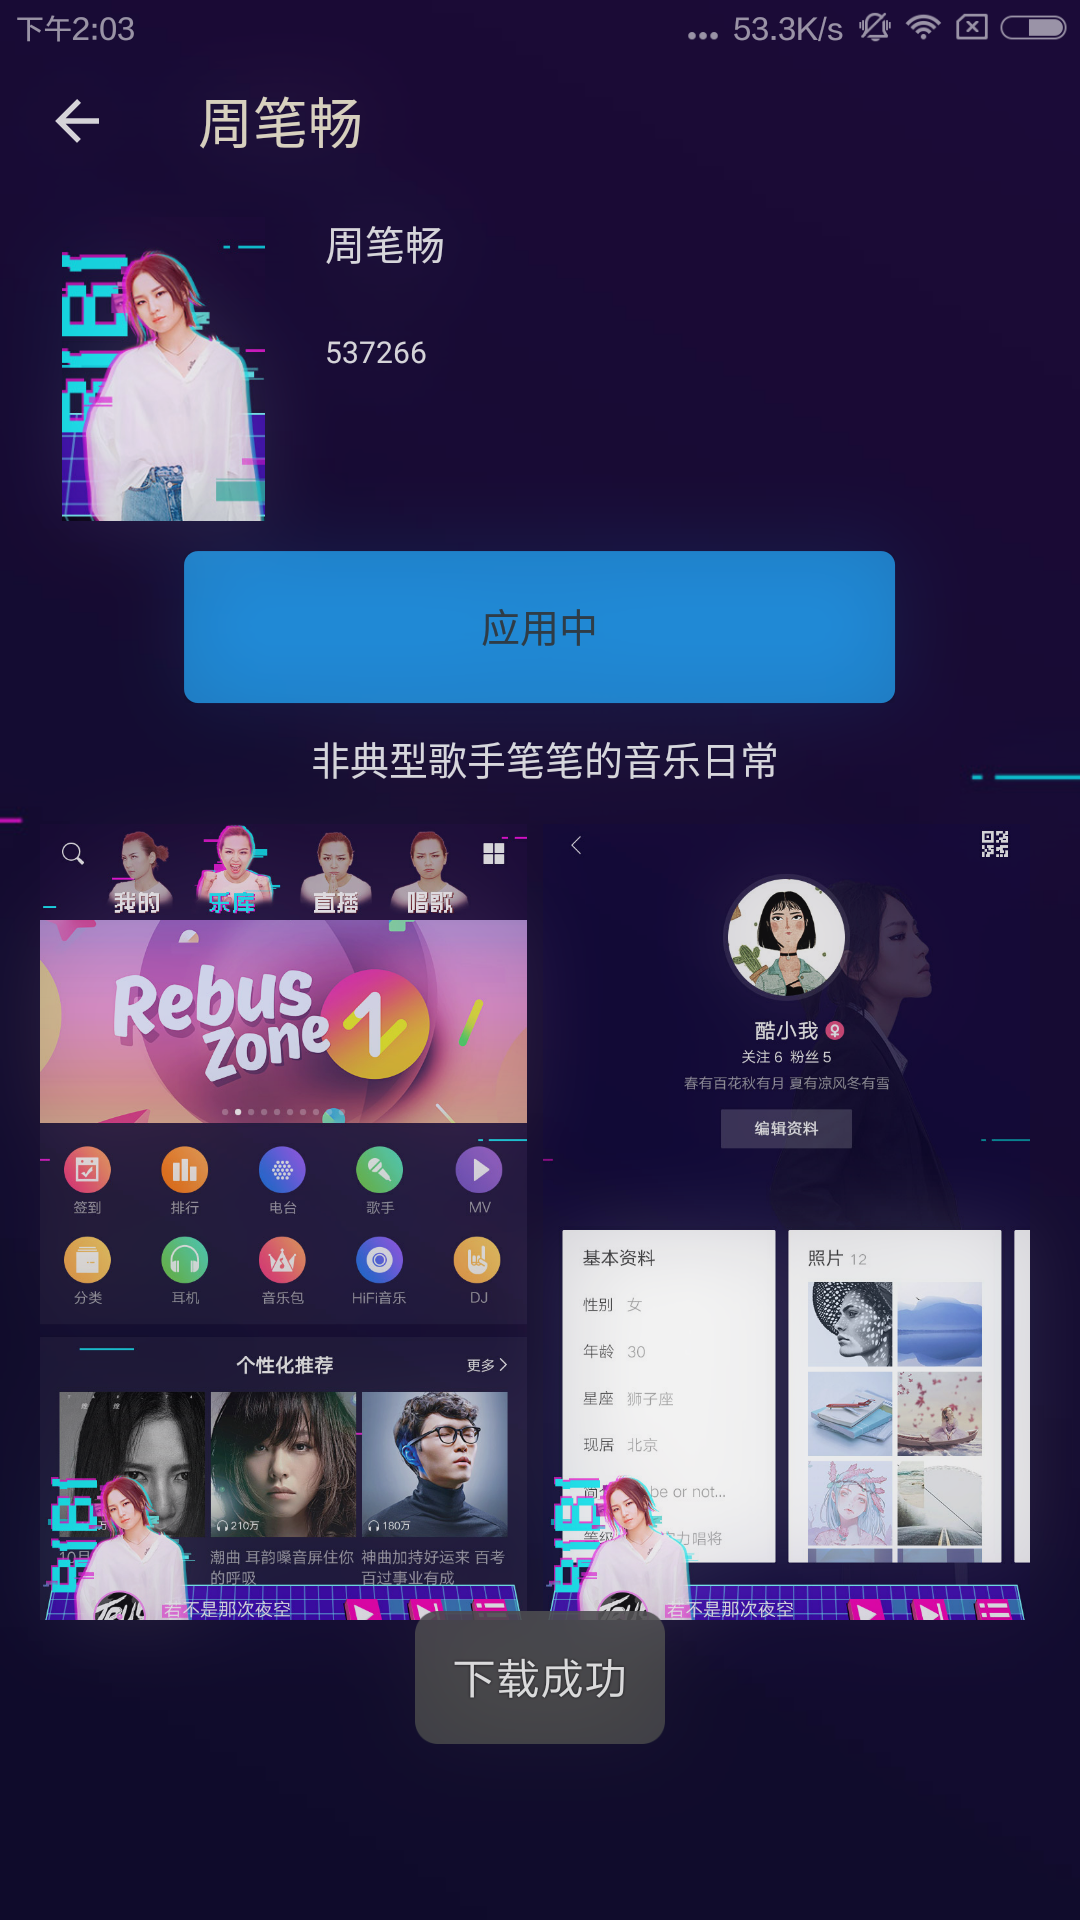 下午2:03
... 53.3K/s
周笔畅
周笔畅
537266
应用中
非典型歌手笔笔的音乐日常
我的 乐库 直播 唱歌
Rebus
Zone
签到 排行 电台 歌手 MV
分类 耳机 音乐包 HiFi音乐 DJ
个性化推荐 更多
210万 180万
潮曲 耳韵嗓音屏住你的呼吸
神曲加持好运来 百考百过事业有成
若不是那次夜空
酷小我
关注 6 粉丝 5
春有百花秋有月 夏有凉风冬有雪
编辑资料
基本资料
性别 女
年龄 30
星座 狮子座
现居 北京
be or not...
力唱将
照片 12
若不是那次夜空
下载成功